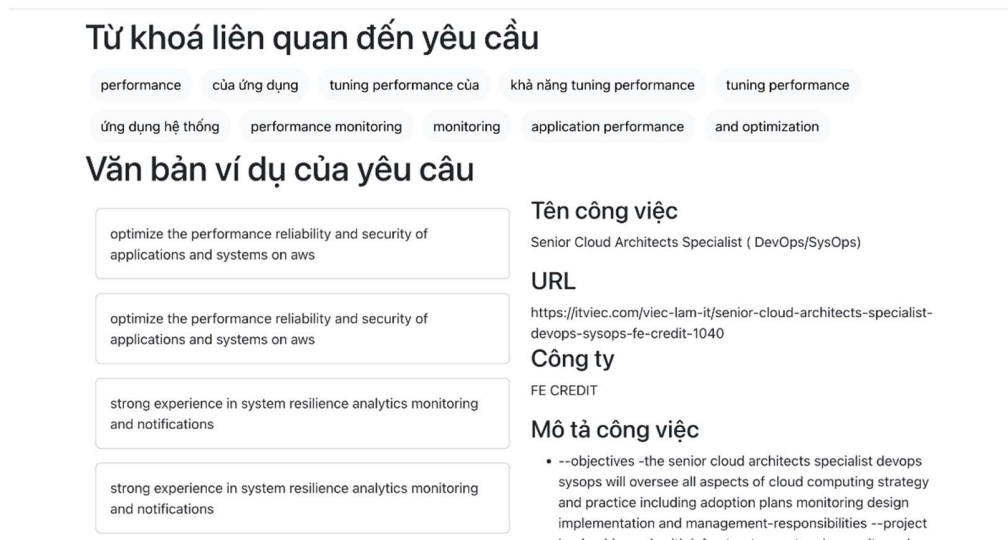 Từ khoá liên quan đến yêu cầu
performance của ứng dụng tuning performance của khả năng tuning performance tuning performance
ứng dụng hệ thống performance monitoring monitoring application performance and optimization
Văn bản ví dụ của yêu câu
optimize the performance reliability and security of
applications and systems on aws
optimize the performance reliability and security of
applications and systems on aws
strong experience in system resilience analytics monitoring
and notifications
strong experience in system resilience analytics monitoring
and notifications
Tên công việc
Senior Cloud Architects Specialist ( DevOps/SysOps)
URL
https://itviec.com/viec-lam-it/senior-cloud-architects-specialist-
devops-sysops-fe-credit-1040
Công ty
FE CREDIT
Mô tả công việc
• --objectives -the senior cloud architects specialist devops
sysops will oversee all aspects of cloud computing strategy
and practice including adoption plans monitoring design
implementation and management-responsibilities --project